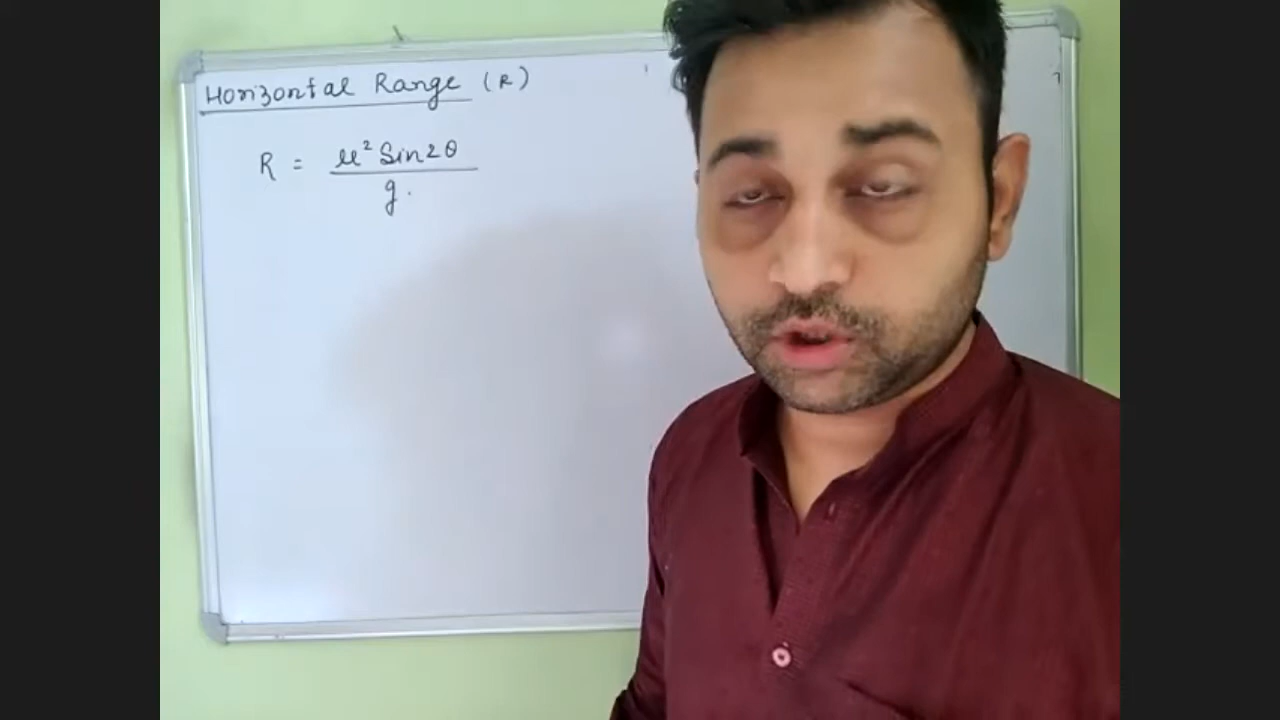 Horizontal Range (R)
R = u² Sin2θ
g.